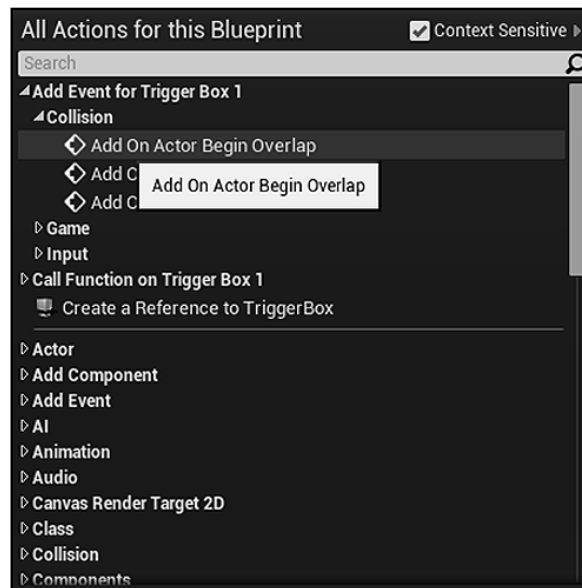 All Actions for this Blueprint Context Sensitive
Search
Add Event for Trigger Box 1
Collision
Add On Actor Begin Overlap
Add
Add On Actor Begin Overlap
Add
Game
Input
Call Function on Trigger Box 1
Create a Reference to TriggerBox
Actor
Add Component
Add Event
AI
Animation
Audio
Canvas Render Target 2D
Class
Collision
Components